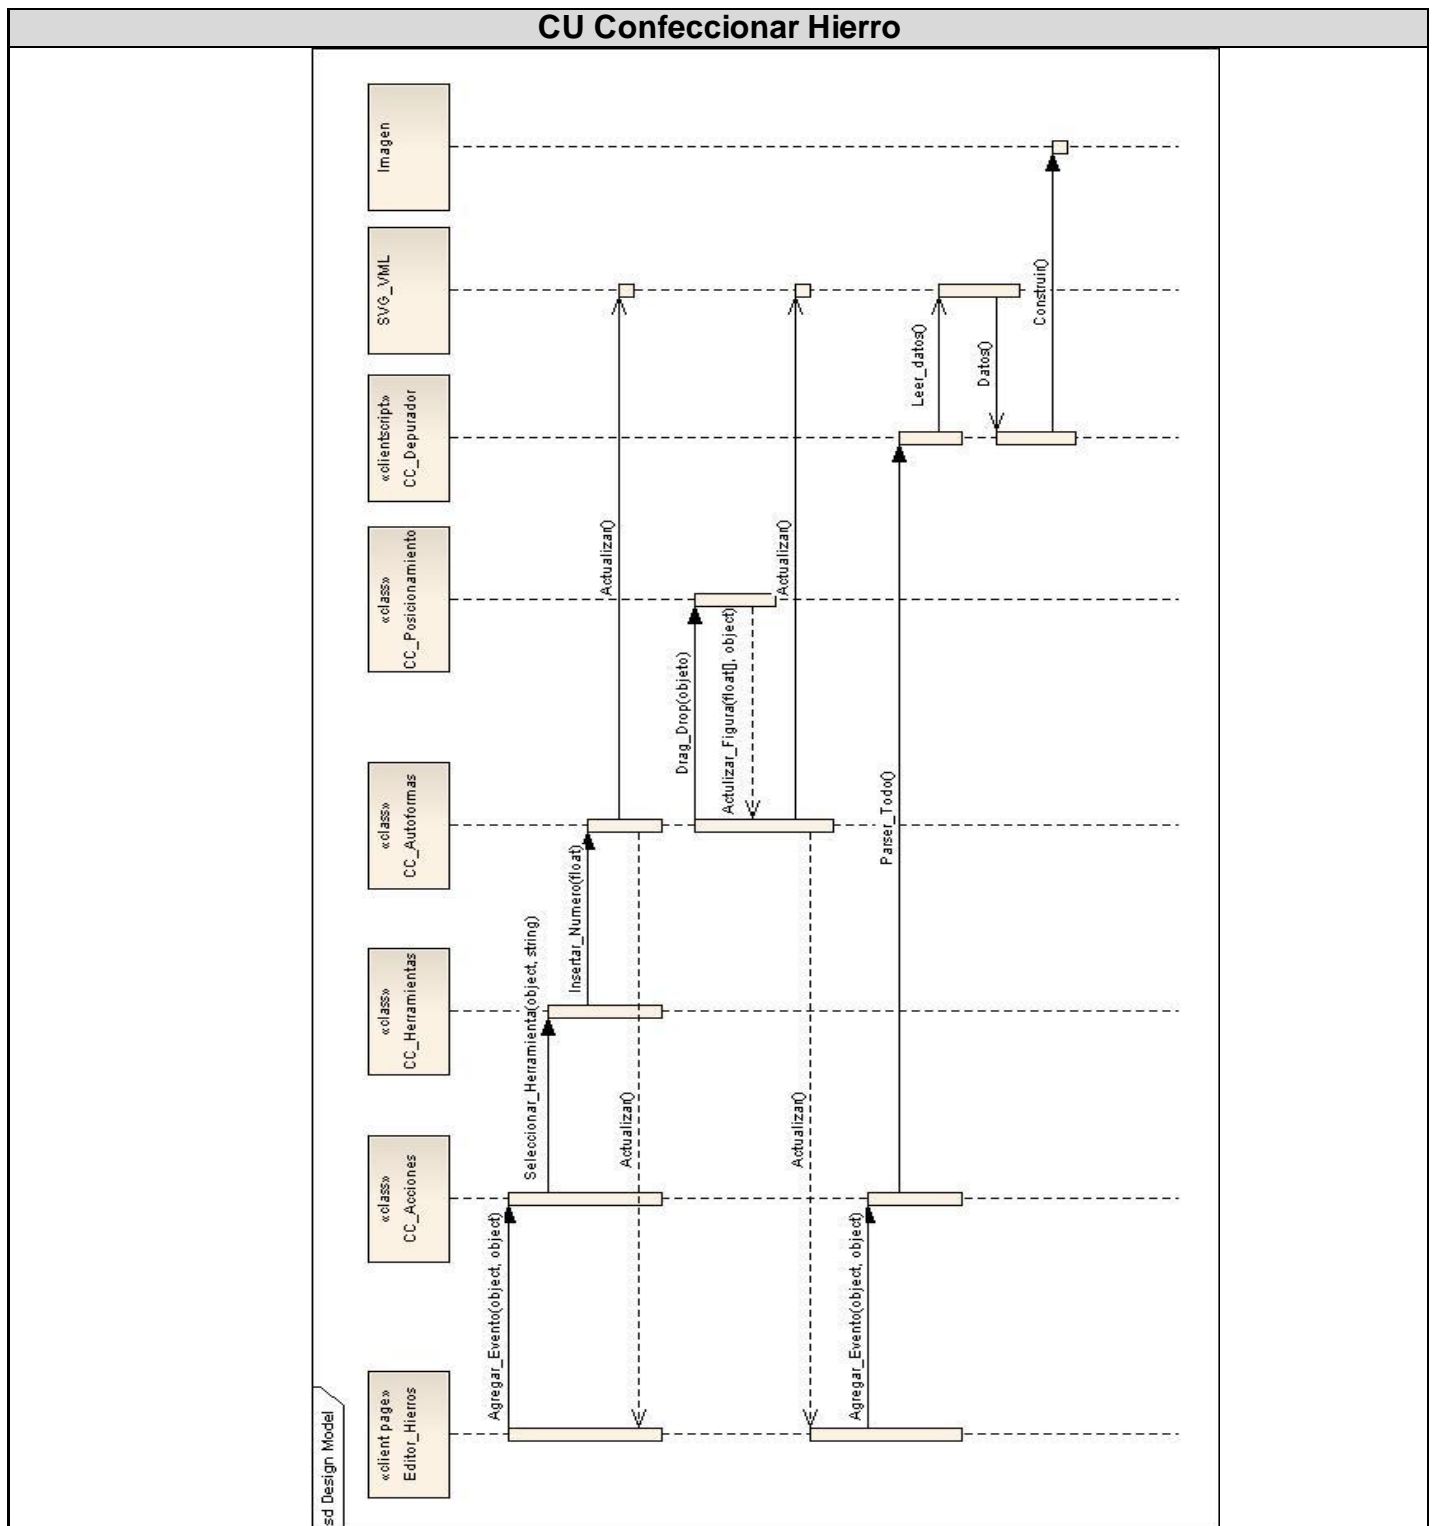 CU Confeccionar Hierro
sd Design Model
«client page»
Editor_Hierros
«class»
CC_Acciones
«class»
CC_Herramientas
«class»
CC_Autoformas
«class»
CC_Posicionamiento
«clientscript»
CC_Depurador
SVG_VML
Imagen
Agregar_Evento(object, object)
Seleccionar_Herramienta(object, string)
Insertar_Numero(float)
Actualizar()
Actualizar()
Drag_Drop(objeto)
Actulizar_Figura(float[], object)
Actualizar()
Actualizar()
Agregar_Evento(object, object)
Parser_Todo()
Leer_datos()
Datos()
Construir()